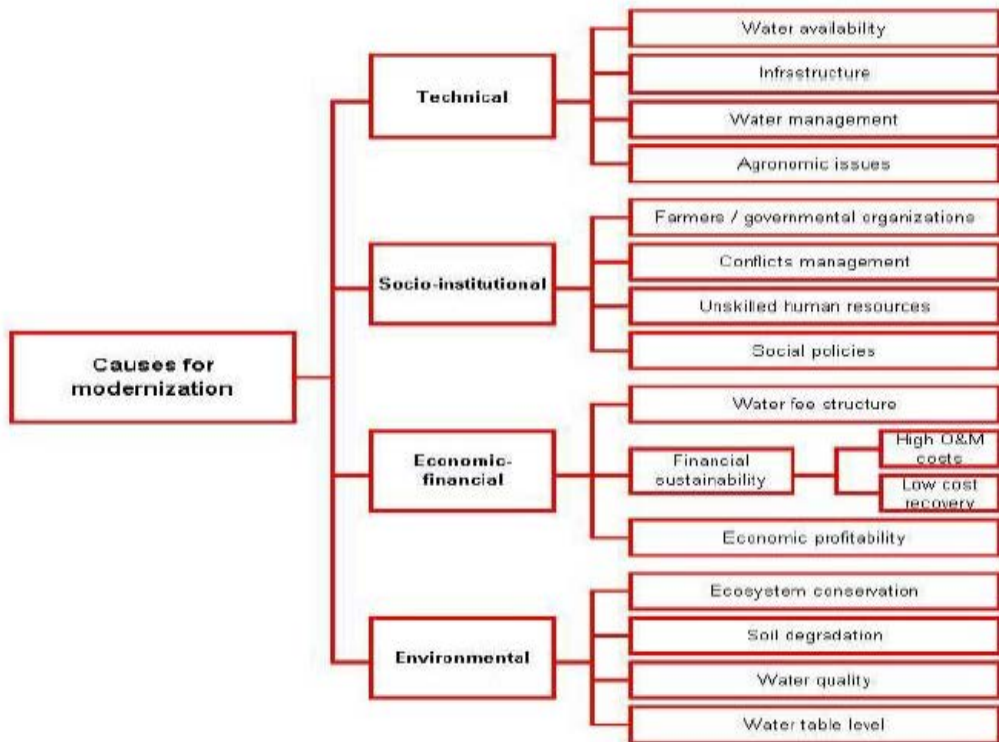 Causes for
modernization
Technical
Water availability
Infrastructure
Water management
Agronomic issues
Socio-institutional
Farmers / governmental organizations
Conflicts management
Unskilled human resources
Social policies
Economic-
financial
Water fee structure
Financial
sustainability
High O&M
costs
Low cost
recovery
Economic profitability
Environmental
Ecosystem conservation
Soil degradation
Water quality
Water table level